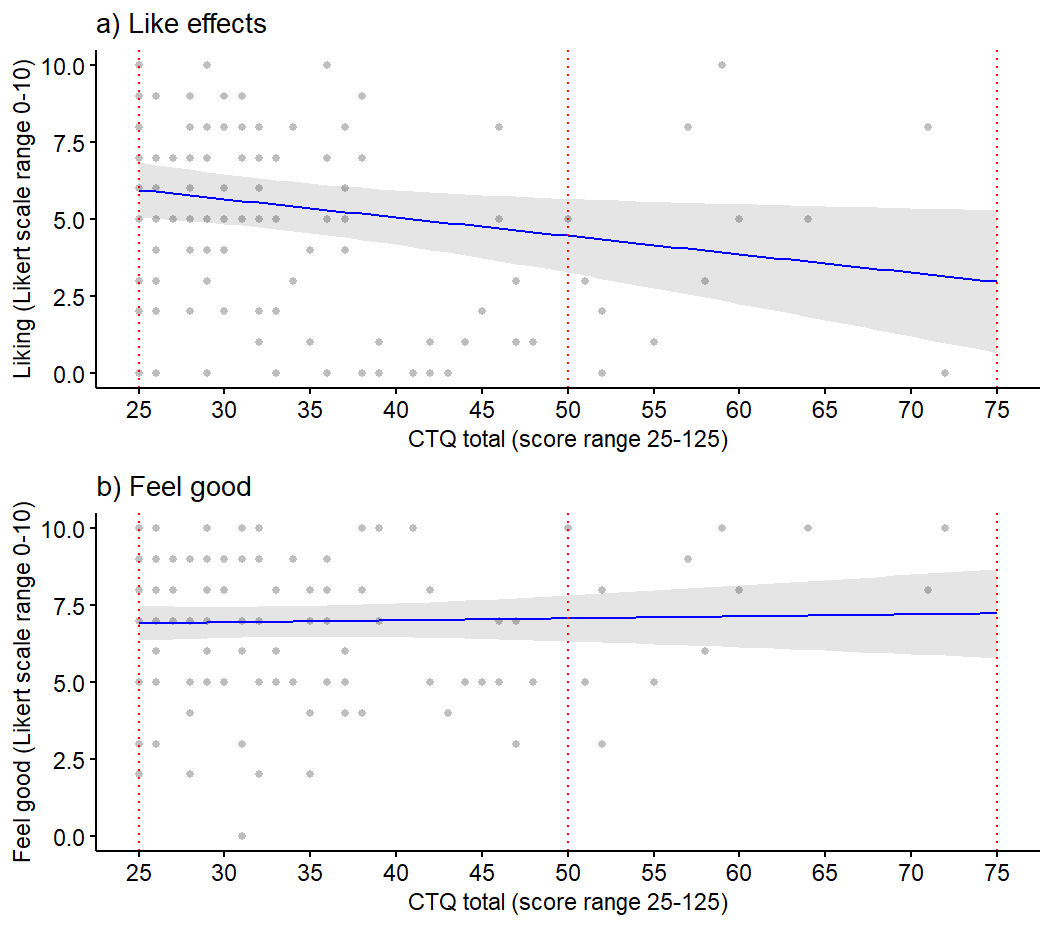 a) Like effects
Liking (Likert scale range 0-10)
10.0
7.5
5.0
2.5
0.0
25 30 35 40 45 50 55 60 65 70 75
CTQ total (score range 25-125)
b) Feel good
Feel good (Likert scale range 0-10)
10.0
7.5
5.0
2.5
0.0
25 30 35 40 45 50 55 60 65 70 75
CTQ total (score range 25-125)